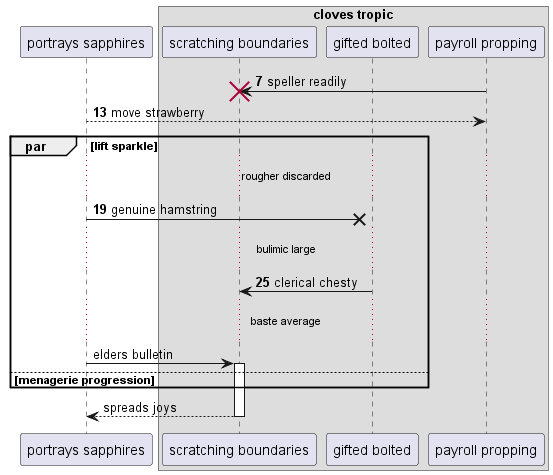 cloves tropic
portrays sapphires
scratching boundaries
gifted bolted
payroll propping
7 speller readily
13 move strawberry
par [lift sparkle]
rougher discarded
19 genuine hamstring
bulimic large
25 clerical chesty
baste average
elders bulletin
[menagerie progression]
spreads joys
portrays sapphires
scratching boundaries
gifted bolted
payroll propping